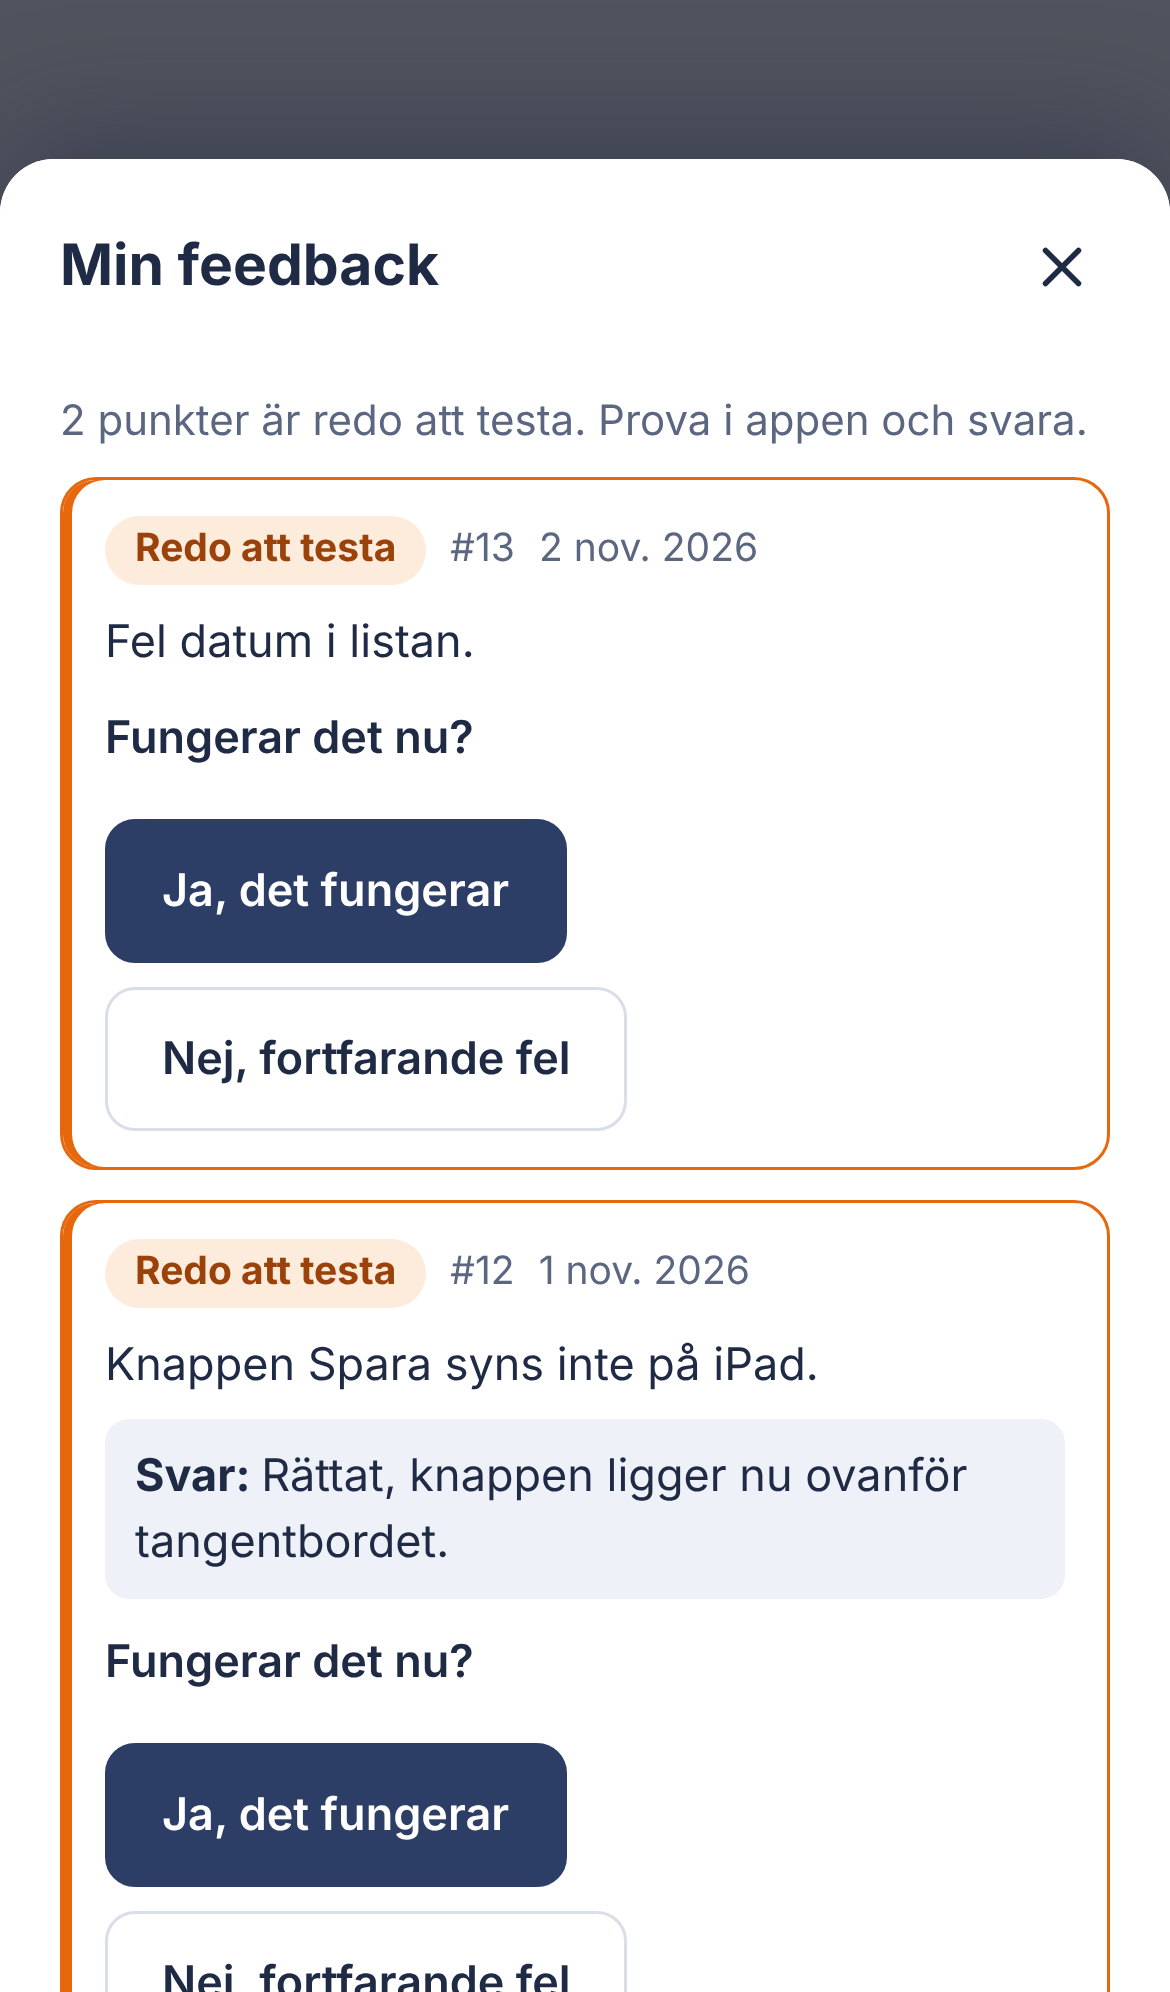 Min feedback
2 punkter är redo att testa. Prova i appen och svara.
Redo att testa #13 2 nov. 2026
Fel datum i listan.
Fungerar det nu?
Ja, det fungerar
Nej, fortfarande fel
Redo att testa #12 1 nov. 2026
Knappen Spara syns inte på iPad.
Svar: Rättat, knappen ligger nu ovanför
tangentbordet.
Fungerar det nu?
Ja, det fungerar
Nej, fortfarande fel